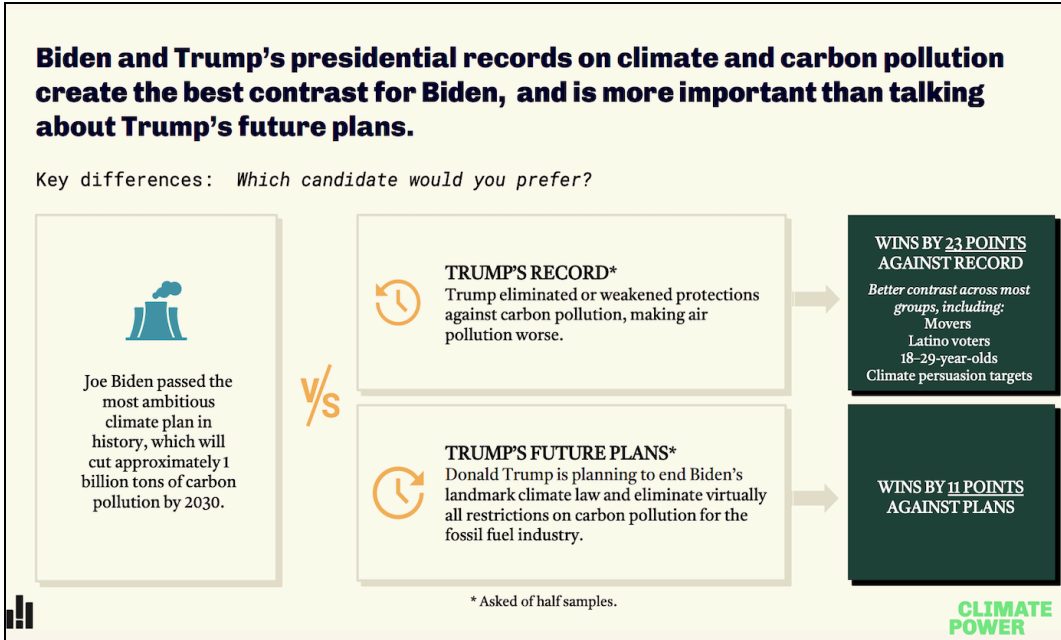 Biden and Trump’s presidential records on climate and carbon pollution
create the best contrast for Biden, and is more important than talking
about Trump’s future plans.
Key differences: Which candidate would you prefer?
Joe Biden passed the
most ambitious
climate plan in
history, which will
cut approximately 1
billion tons of carbon
pollution by 2030.
V/S
TRUMP’S RECORD*
Trump eliminated or weakened protections
against carbon pollution, making air
pollution worse.
WINS BY 23 POINTS
AGAINST RECORD
Better contrast across most
groups, including:
Movers
Latino voters
18–29-year-olds
Climate persuasion targets
TRUMP’S FUTURE PLANS*
Donald Trump is planning to end Biden’s
landmark climate law and eliminate virtually
all restrictions on carbon pollution for the
fossil fuel industry.
WINS BY 11 POINTS
AGAINST PLANS
* Asked of half samples.
CLIMATE
POWER